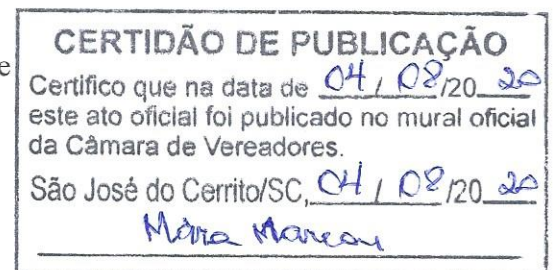 e
CERTIDÃO DE PUBLICAÇÃO
Certifico que na data de 04 / 08 /20 20
este ato oficial foi publicado no mural oficial
da Câmara de Vereadores.
São José do Cerrito/SC, 04 / 08 /20 20